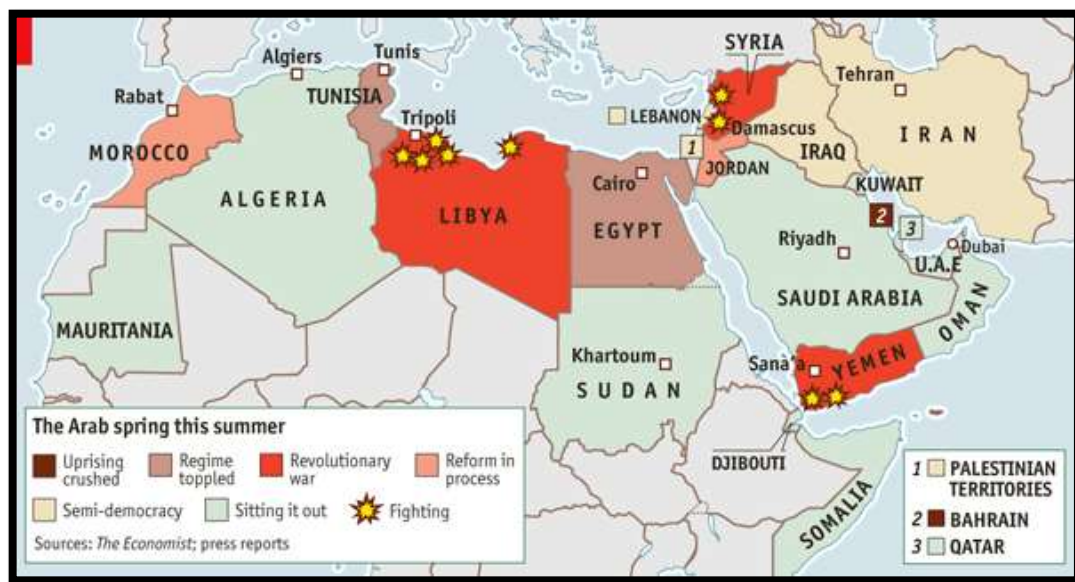 Algiers
Tunis
SYRIA
Tehran
Rabat
TUNISIA
Tripoli
LEBANON
Damascus
IRAN
MOROCCO
1
JORDAN
IRAQ
ALGERIA
LIBYA
Cairo
EGYPT
KUWAIT
2
3
Riyadh
Dubai
U.A.E
SAUDI ARABIA
OMAN
MAURITANIA
Khartoum
SUDAN
Sanà'a
YEMEN
DJIBOUTI
SOMALIA
The Arab spring this summer
Uprising
crushed
Regime
toppled
Revolutionary
war
Reform in
process
Semi-democracy
Sitting it out
Fighting
Sources: The Economist; press reports
1 PALESTINIAN
TERRITORIES
2 BAHRAIN
3 QATAR